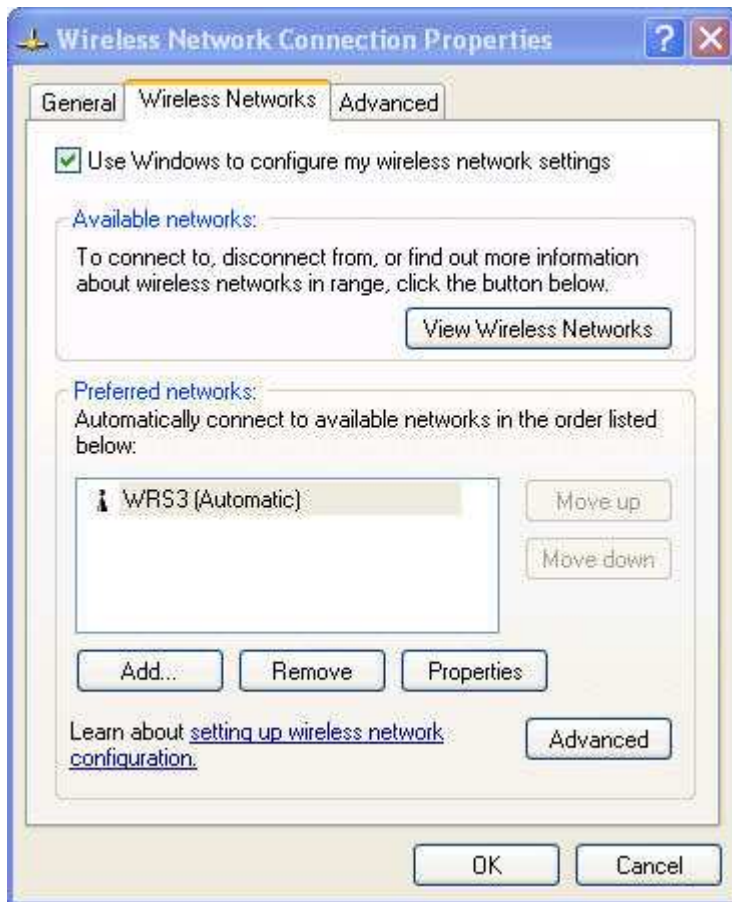 Wireless Network Connection Properties
?
General
Wireless Networks
Advanced
Use Windows to configure my wireless network settings
Available networks:
To connect to, disconnect from, or find out more information
about wireless networks in range, click the button below.
View Wireless Networks
Preferred networks:
Automatically connect to available networks in the order listed
below:
WRS3 (Automatic)
Move up
Move down
Add...
Remove
Properties
Learn about setting up wireless network
configuration.
Advanced
OK
Cancel